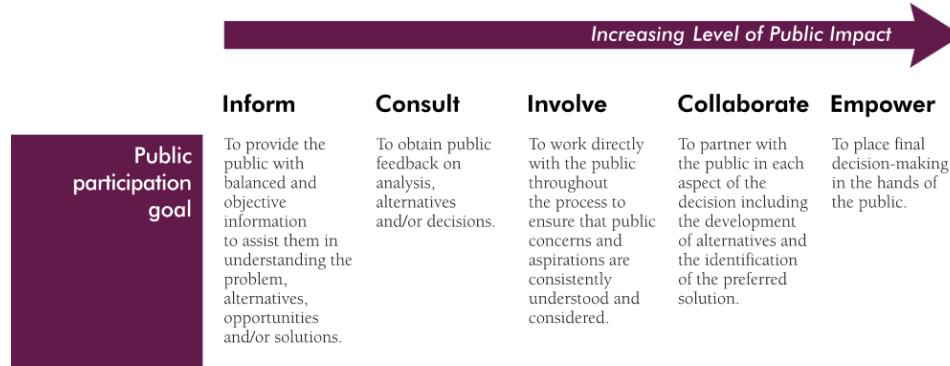 Increasing Level of Public Impact
Inform
Consult
Involve
Collaborate
Empower
Public
participation
goal
To provide the
public with
balanced and
objective
information
to assist them in
understanding the
problem,
alternatives,
opportunities
and/or solutions.
To obtain public
feedback on
analysis,
alternatives
and/or decisions.
To work directly
with the public
throughout
the process to
ensure that public
concerns and
aspirations are
consistently
understood and
considered.
To partner with
the public in each
aspect of the
decision including
the development
of alternatives and
the identification
of the preferred
solution.
To place final
decision-making
in the hands of
the public.